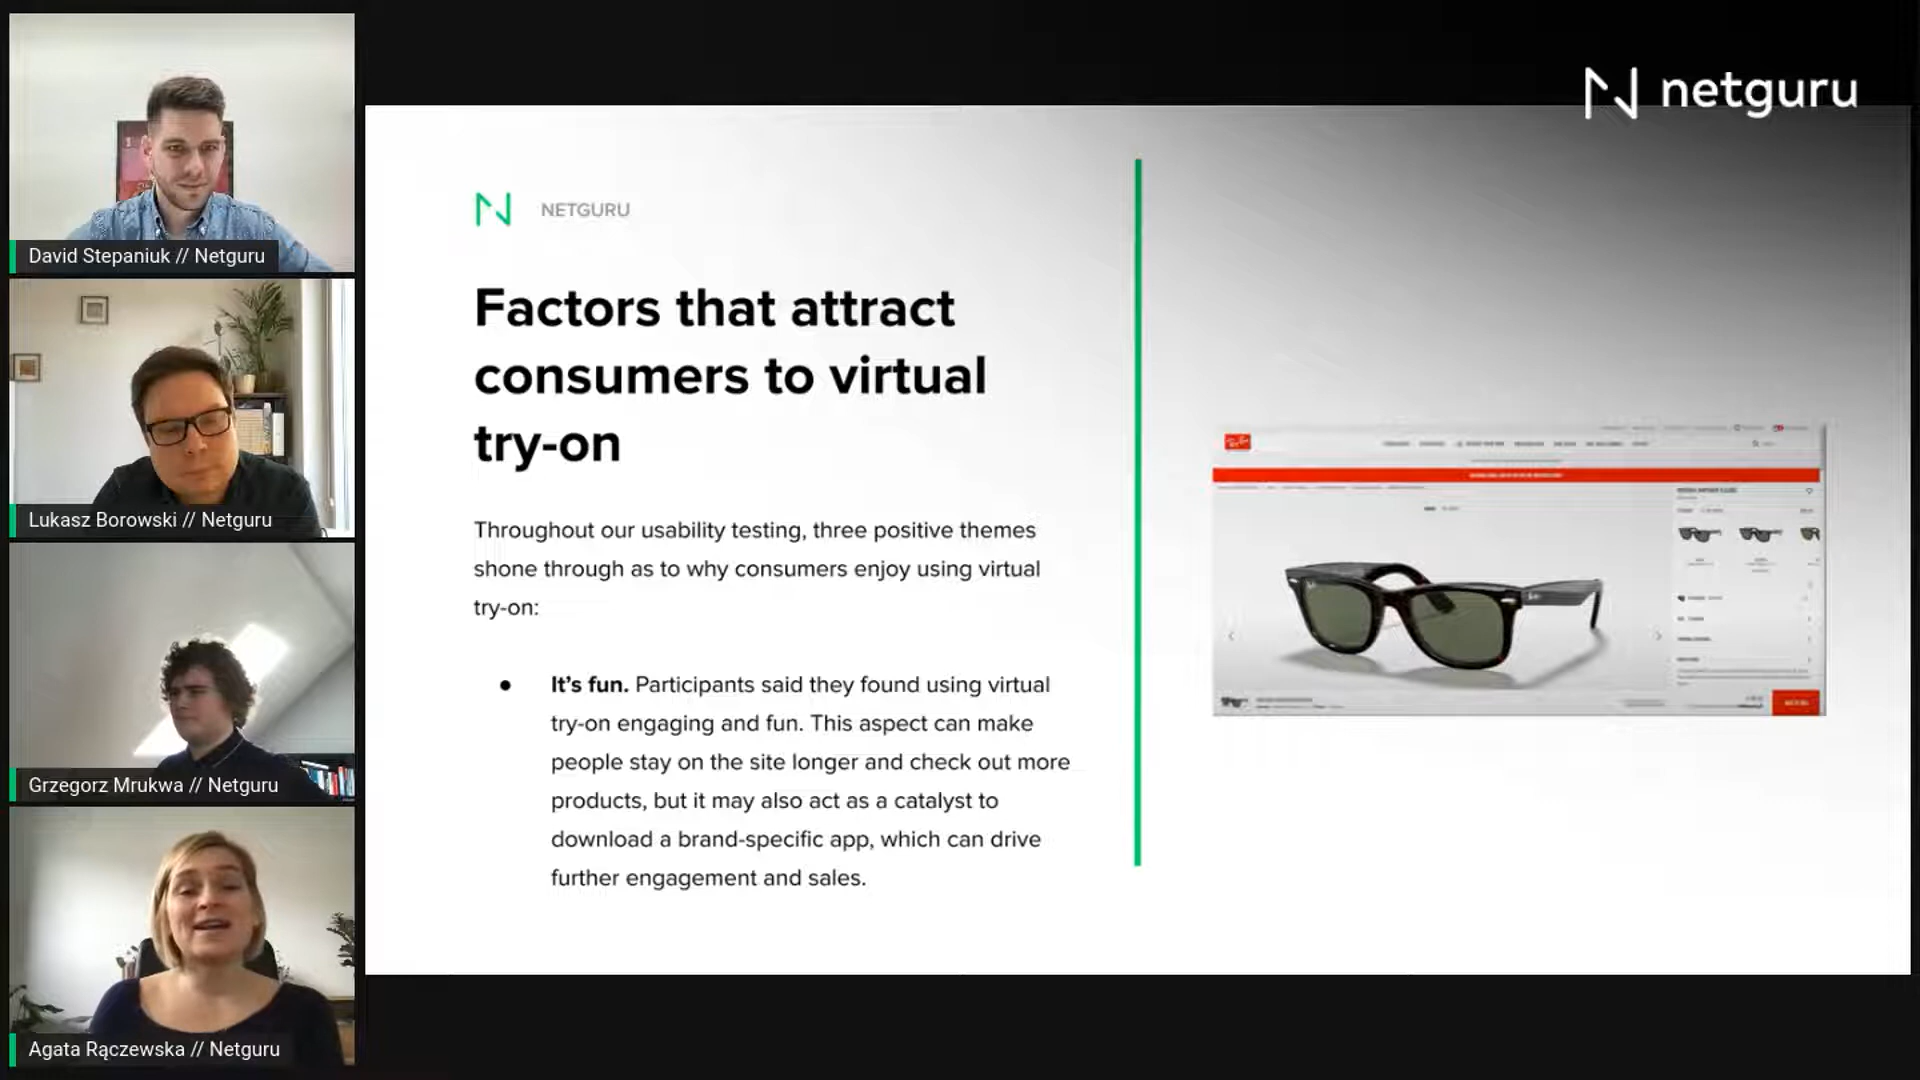 David Stepaniuk // Netguru
Lukasz Borowski // Netguru
Grzegorz Mrukwa // Netguru
Agata Rączewska // Netguru
netguru
NETGURU
Factors that attract
consumers to virtual
try-on
Throughout our usability testing, three positive themes
shone through as to why consumers enjoy using virtual
try-on:
● It’s fun. Participants said they found using virtual
try-on engaging and fun. This aspect can make
people stay on the site longer and check out more
products, but it may also act as a catalyst to
download a brand-specific app, which can drive
further engagement and sales.
Ray-Ban